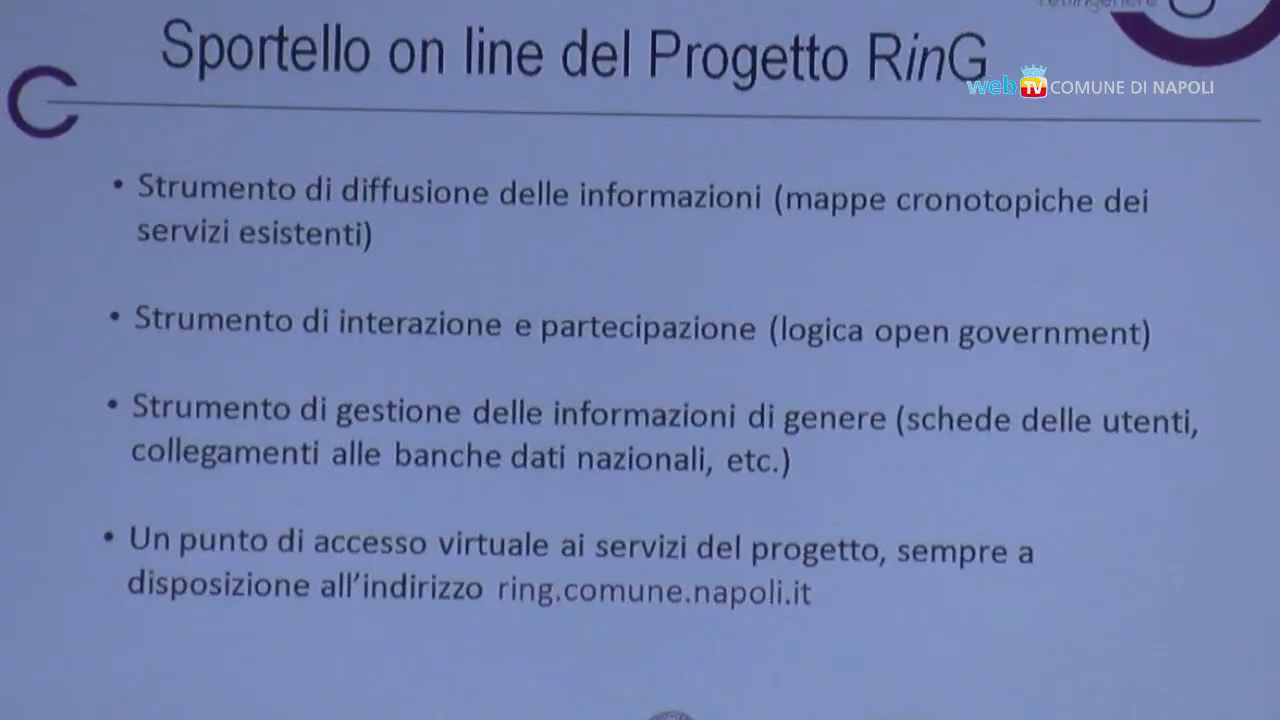 Sportello on line del Progetto RinG
web TV COMUNE DI NAPOLI
• Strumento di diffusione delle informazioni (mappe cronotopiche dei
servizi esistenti)
• Strumento di interazione e partecipazione (logica open government)
• Strumento di gestione delle informazioni di genere (schede delle utenti,
collegamenti alle banche dati nazionali, etc.)
• Un punto di accesso virtuale ai servizi del progetto, sempre a
disposizione all’indirizzo ring.comune.napoli.it